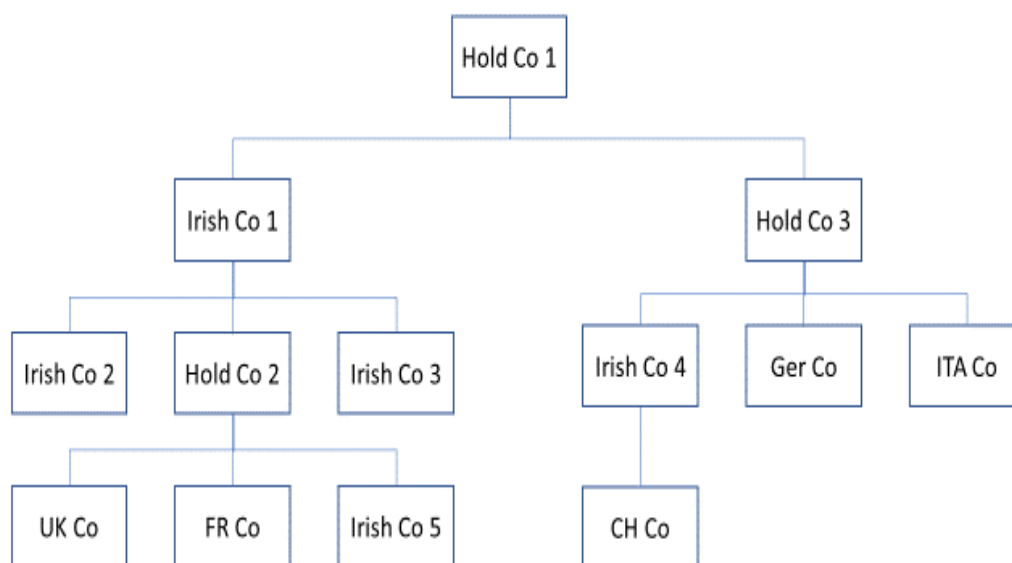 Hold Co 1
Irish Co 1
Hold Co 3
Irish Co 2
Hold Co 2
Irish Co 3
Irish Co 4
Ger Co
ITA Co
UK Co
FR Co
Irish Co 5
CH Co